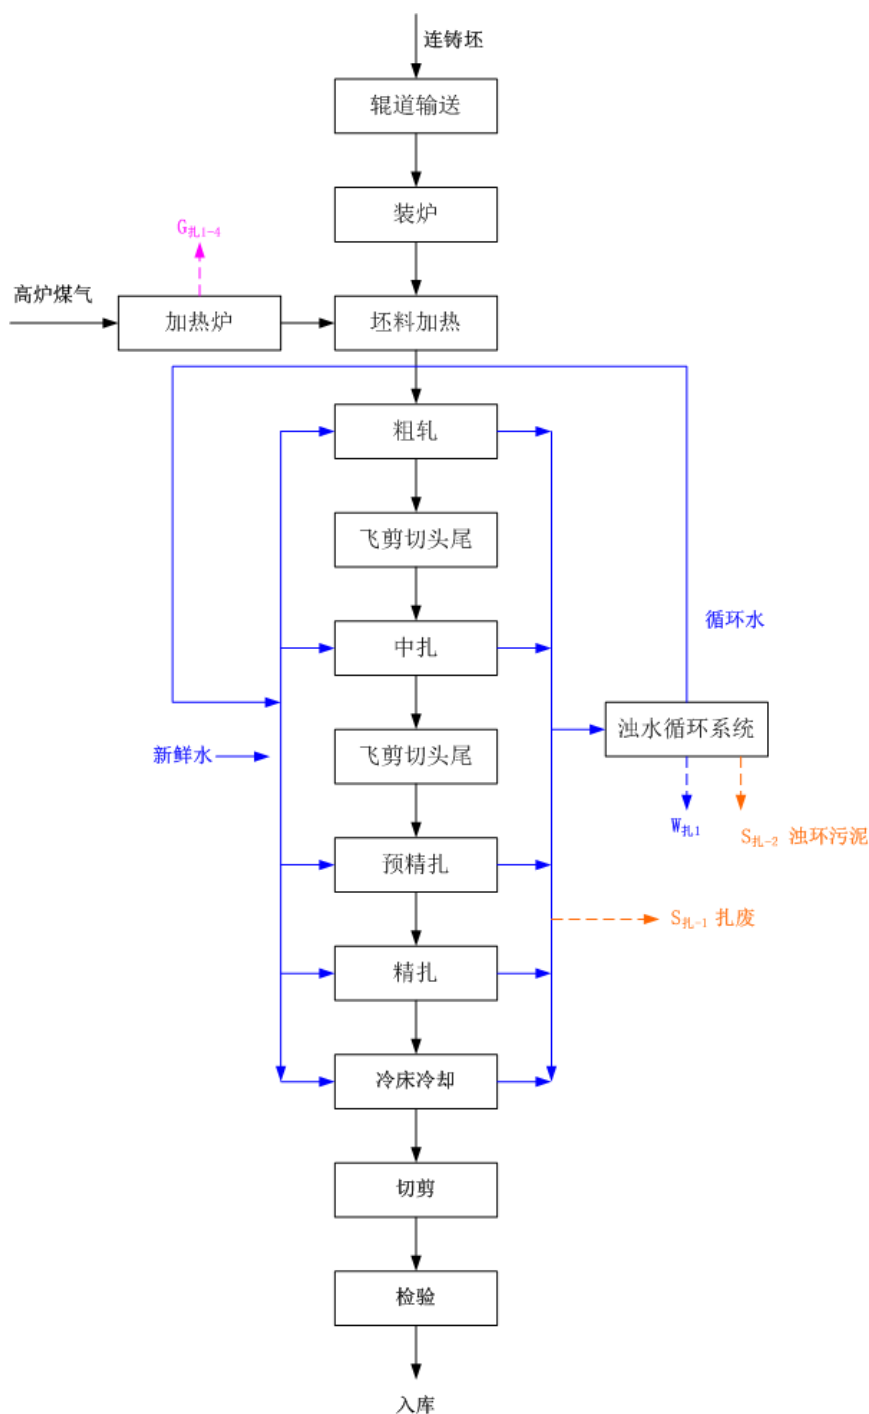 连铸坯
辊道输送
装炉
G扎1-4
高炉煤气
加热炉
坯料加热
粗轧
飞剪切头尾
循环水
中扎
浊水循环系统
新鲜水
飞剪切头尾
W扎1
S扎-2 浊环污泥
预精扎
S扎-1 扎废
精扎
冷床冷却
切剪
检验
入库